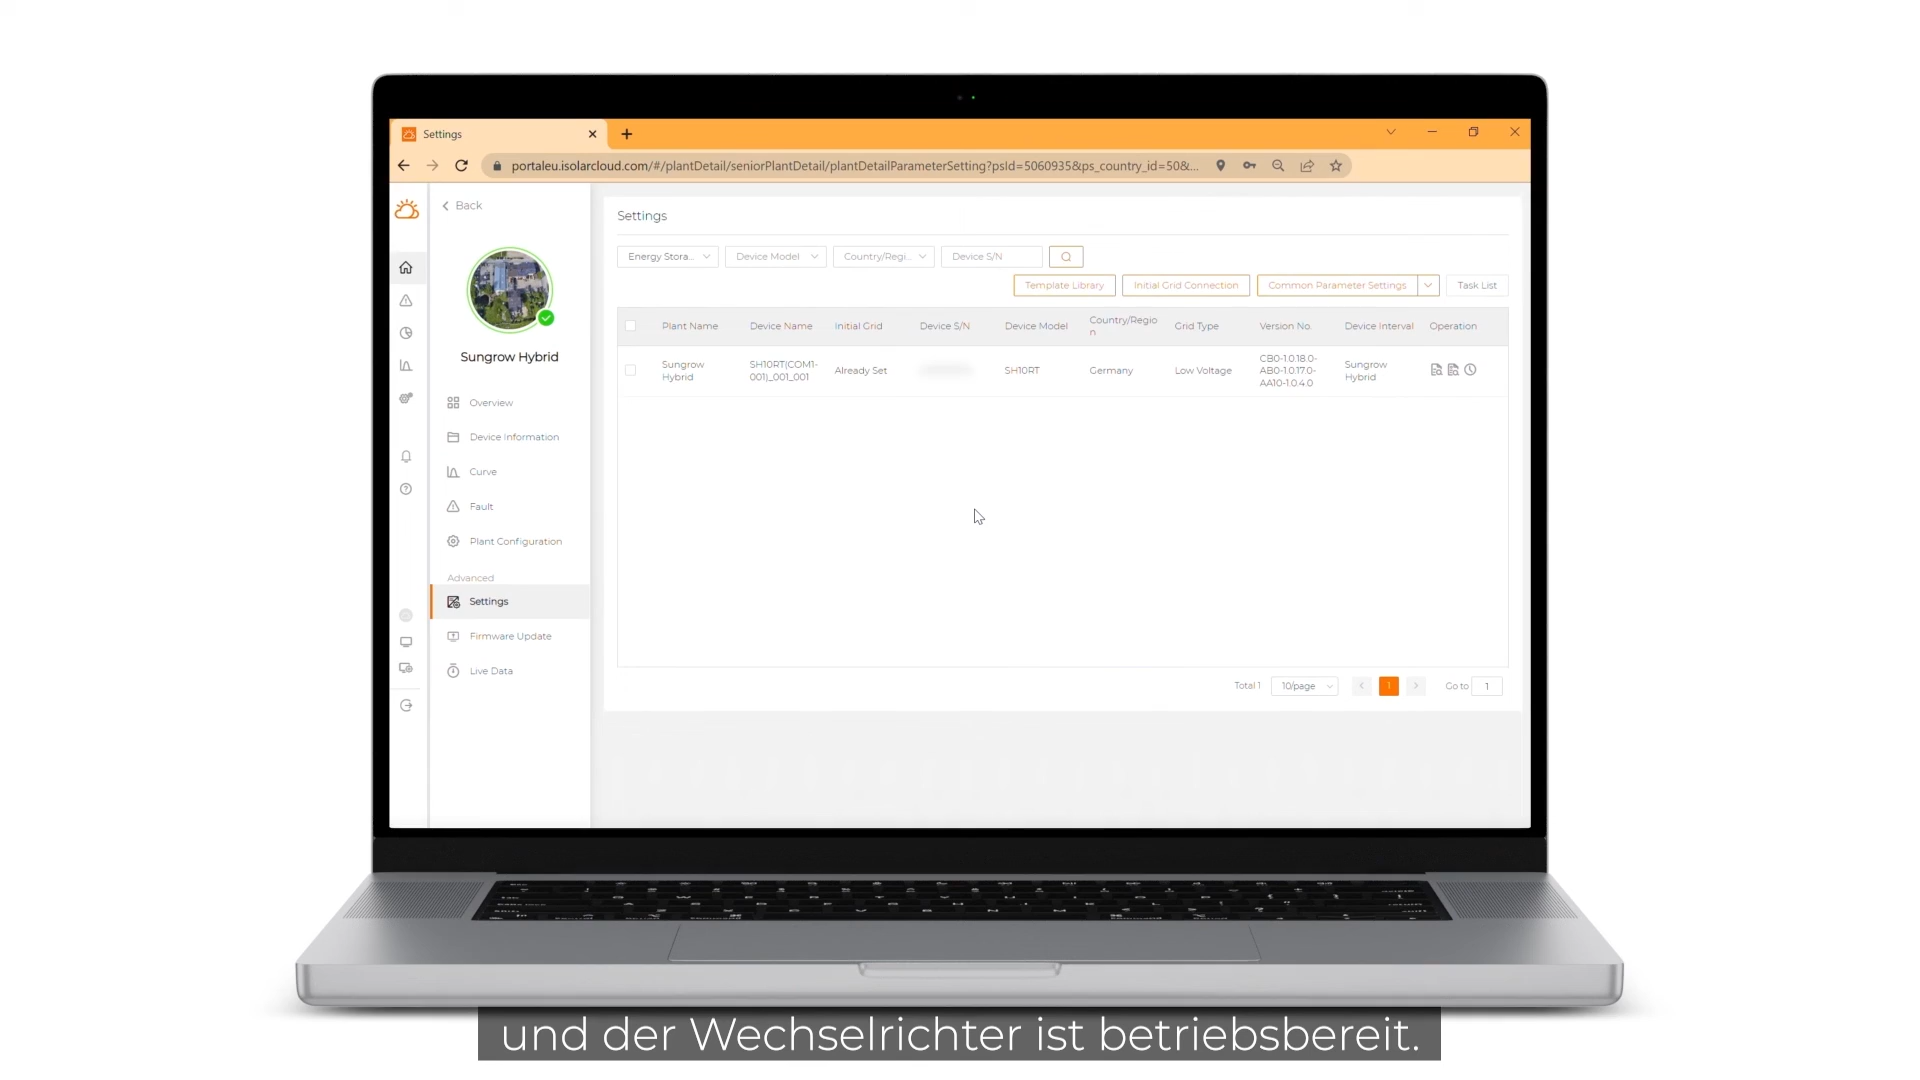 Settings
portaleu.isolarcloud.com/#/plantDetail/seniorPlantDetail/plantDetailParameterSetting?psId=5060935&ps_country_id=50&...
Back
Sungrow Hybrid
Overview
Device Information
Curve
Fault
Plant Configuration
Advanced
Settings
Firmware Update
Live Data
Settings
Energy Stora... Device Model Country/Regi... Device S/N
Template Library Initial Grid Connection Common Parameter Settings Task List
Plant Name Device Name Initial Grid Device S/N Device Model Country/Regio
n Grid Type Version No. Device Interval Operation
Sungrow
Hybrid
SH10RT(COM1-
001)_001_001
Already Set
SH10RT
Germany
Low Voltage
CB0-1.0.18.0-
AB0-1.0.17.0-
AA10-1.0.4.0
Sungrow
Hybrid
Total 1 10/page 1 Go to 1
und der Wechselrichter ist betriebsbereit.